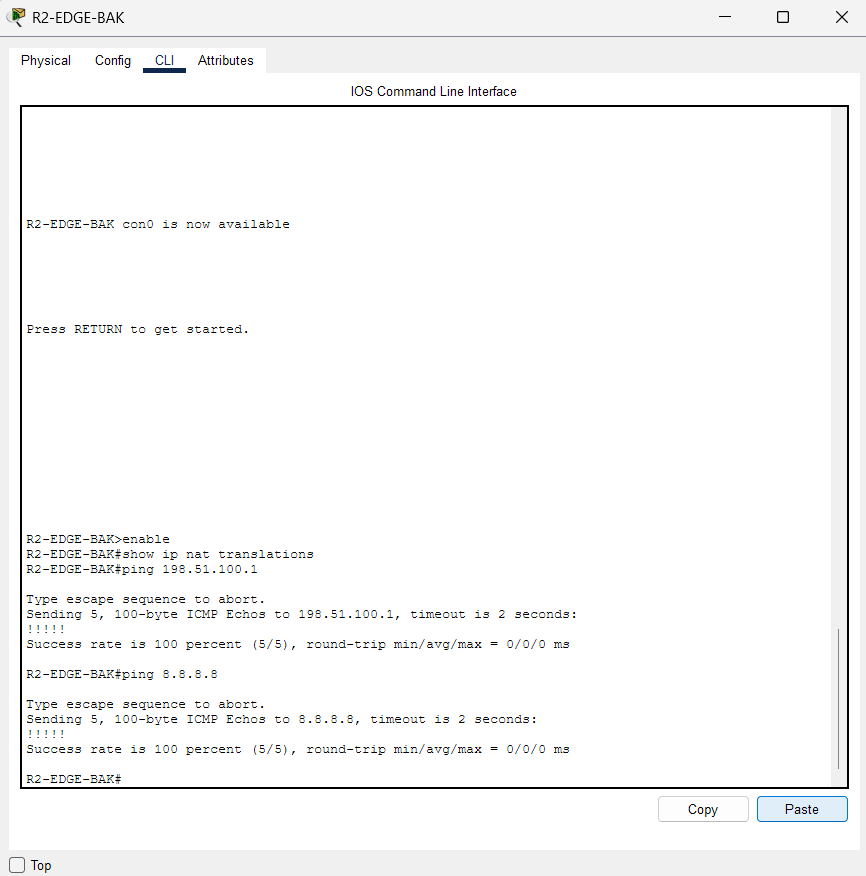 R2-EDGE-BAK
Physical Config CLI Attributes
IOS Command Line Interface
R2-EDGE-BAK con0 is now available
Press RETURN to get started.
R2-EDGE-BAK>enable
R2-EDGE-BAK#show ip nat translations
R2-EDGE-BAK#ping 198.51.100.1
Type escape sequence to abort.
Sending 5, 100-byte ICMP Echos to 198.51.100.1, timeout is 2 seconds:
!!!!!
Success rate is 100 percent (5/5), round-trip min/avg/max = 0/0/0 ms
R2-EDGE-BAK#ping 8.8.8.8
Type escape sequence to abort.
Sending 5, 100-byte ICMP Echos to 8.8.8.8, timeout is 2 seconds:
!!!!!
Success rate is 100 percent (5/5), round-trip min/avg/max = 0/0/0 ms
R2-EDGE-BAK#
Copy Paste
Top